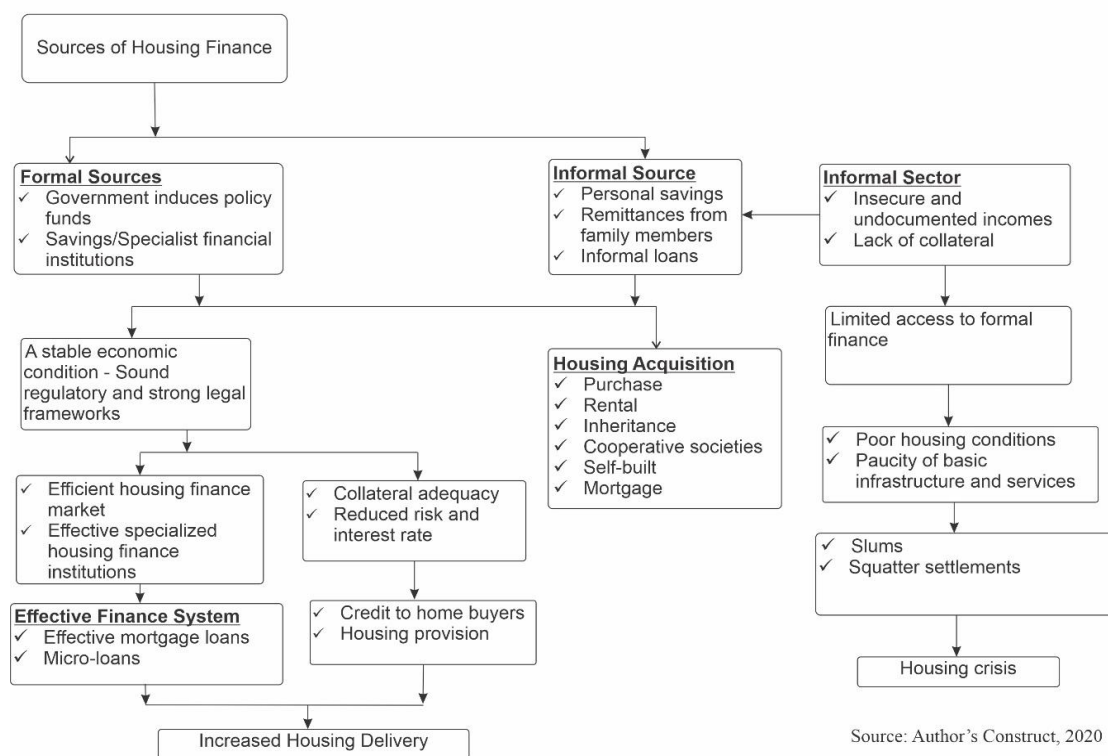 Sources of Housing Finance
Formal Sources
✓ Government induces policy
funds
✓ Savings/Specialist financial
institutions
Informal Source
✓ Personal savings
✓ Remittances from
family members
✓ Informal loans
Informal Sector
✓ Insecure and
undocumented incomes
✓ Lack of collateral
A stable economic
condition - Sound
regulatory and strong legal
frameworks
Housing Acquisition
✓ Purchase
✓ Rental
✓ Inheritance
✓ Cooperative societies
✓ Self-built
✓ Mortgage
Limited access to formal
finance
✓ Efficient housing finance
market
✓ Effective specialized
housing finance
institutions
✓ Collateral adequacy
✓ Reduced risk and
interest rate
✓ Poor housing conditions
✓ Paucity of basic
infrastructure and services
✓ Slums
✓ Squatter settlements
Effective Finance System
✓ Effective mortgage loans
✓ Micro-loans
✓ Credit to home buyers
✓ Housing provision
Housing crisis
Increased Housing Delivery
Source: Author’s Construct, 2020